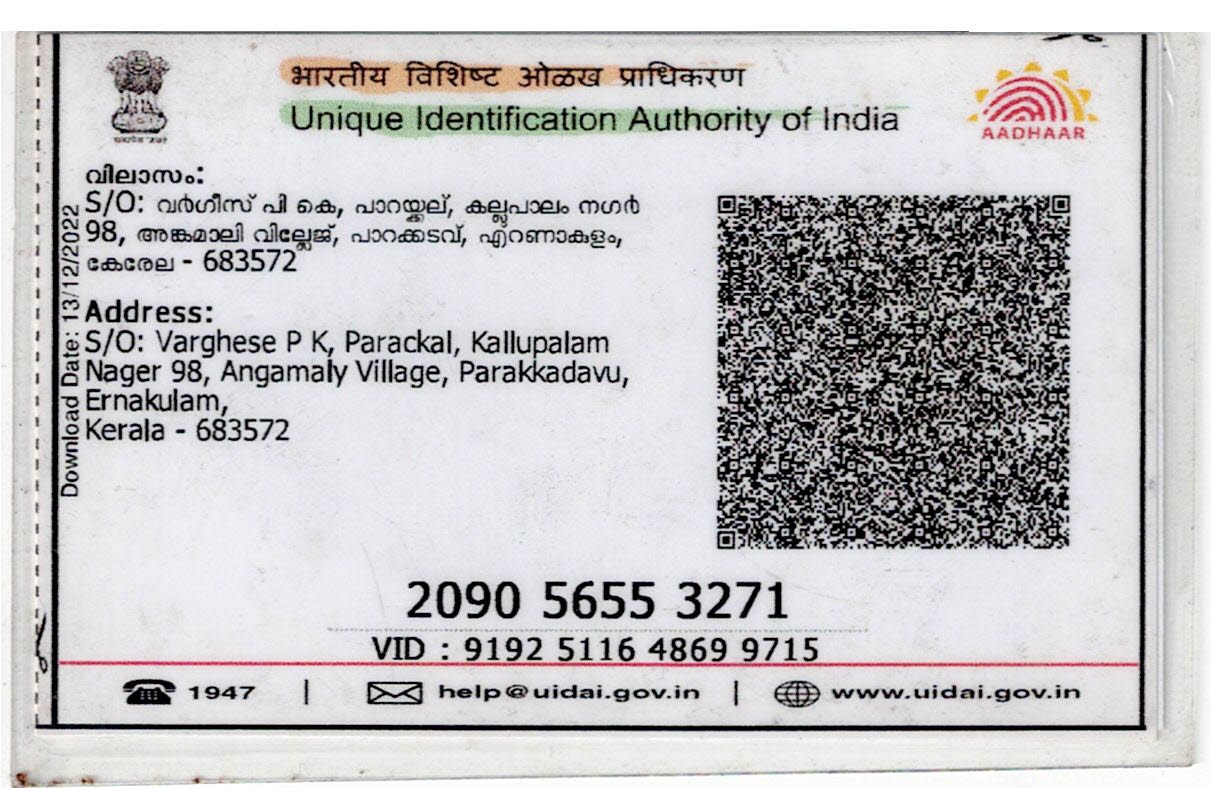 भारतीय विशिष्ट ओळख प्राधिकरण
Unique Identification Authority of India
AADHAAR
വിലാസം:
S/O: വർഗീസ് പി കെ, പാറയ്ക്കല്, കല്ലുപാലം നഗർ
98, അങ്കമാലി വില്ലേജ്, പാറക്കടവ്, എറണാകുളം,
കേരേല - 683572
Address:
S/O: Varghese P K, Parackal, Kallupalam
Nager 98, Angamaly Village, Parakkadavu,
Ernakulam,
Kerala - 683572
Download Date: 13/12/2022
2090 5655 3271
VID : 9192 5116 4869 9715
1947 | help@uidai.gov.in | www.uidai.gov.in